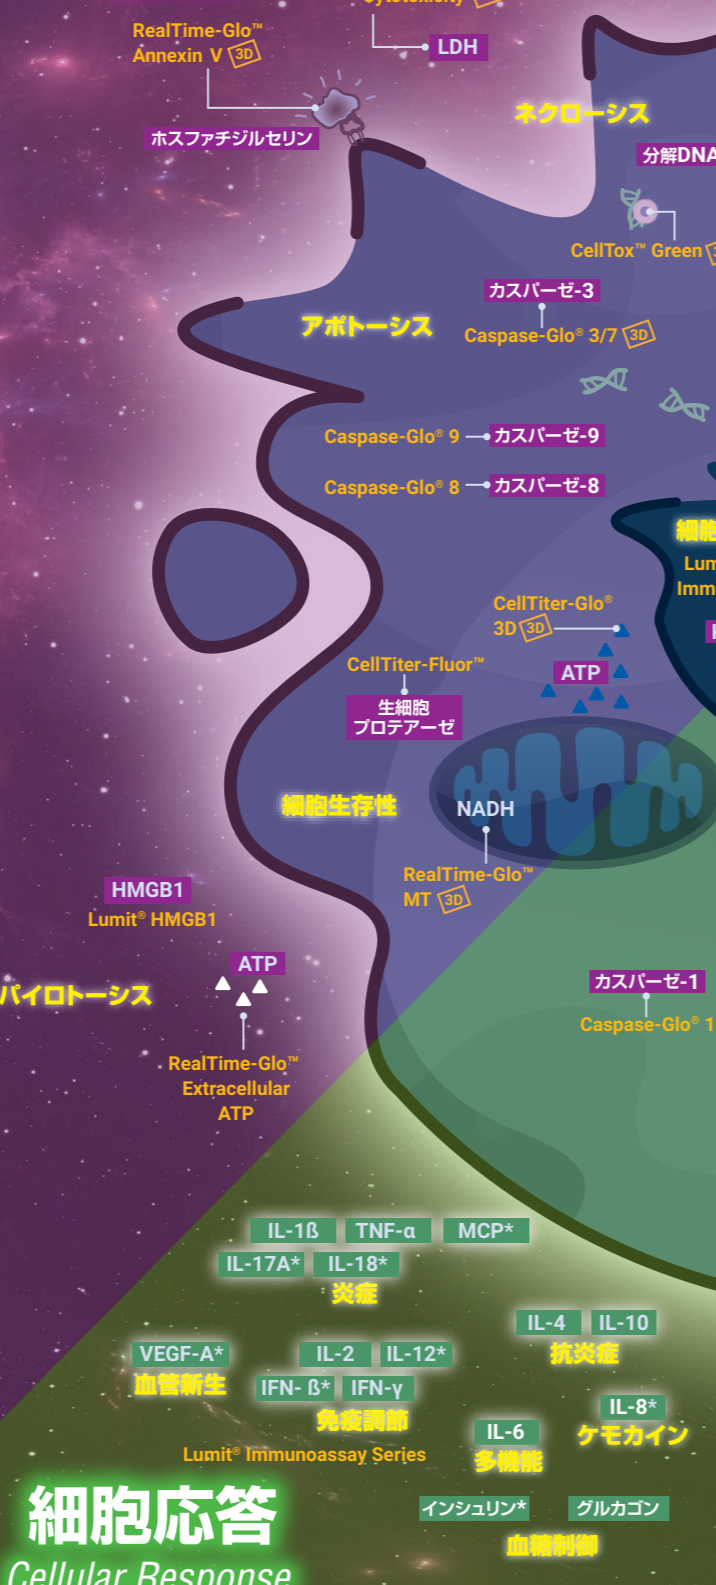 RealTime-Glo™
Annexin V 3D
LDH
ホスファチジルセリン
ネクローシス
分解DNA
CellTox™ Green
カスパーゼ-3
アポトーシス
Caspase-Glo® 3/7 3D
Caspase-Glo® 9
カスパーゼ-9
Caspase-Glo® 8
カスパーゼ-8
細胞
CellTiter-Glo®
3D 3D
CellTiter-Fluor™
ATP
生細胞
プロテアーゼ
細胞生存性
NADH
RealTime-Glo™
MT 3D
HMGB1
Lumit® HMGB1
ATP
パイロトーシス
RealTime-Glo™
Extracellular
ATP
カスパーゼ-1
Caspase-Glo® 1
IL-1ß
TNF-α
MCP*
IL-17A*
IL-18*
炎症
IL-4
IL-10
抗炎症
VEGF-A*
血管新生
IL-2
IL-12*
IFN- ß*
IFN-γ
免疫調節
IL-8*
ケモカイン
IL-6
多機能
Lumit® Immunoassay Series
インシュリン*
グルカゴン
血糖制御
細胞応答
Cellular Response